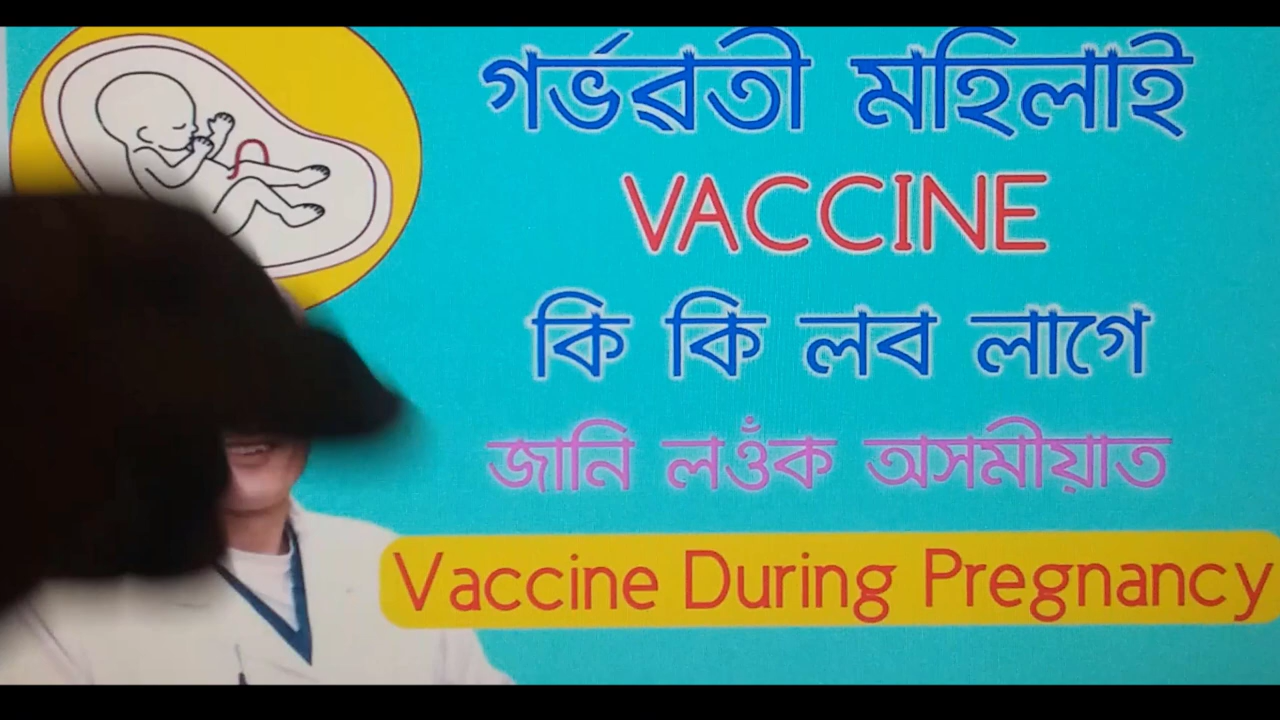 গৰ্ভৱতী মহিলাই
VACCINE
কি কি লব লাগে
জানি লওঁক অসমীয়াত
Vaccine During Pregnancy